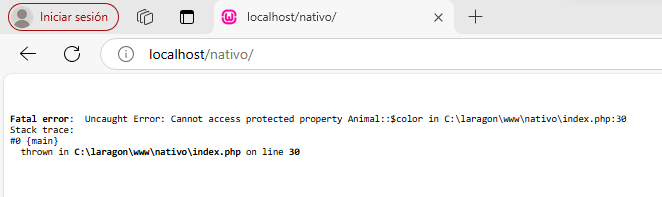 Iniciar sesión
localhost/nativo/
localhost/nativo/
Fatal error: Uncaught Error: Cannot access protected property Animal::$color in C:\laragon\www\nativo\index.php:30
Stack trace:
#0 {main}
thrown in C:\laragon\www\nativo\index.php on line 30